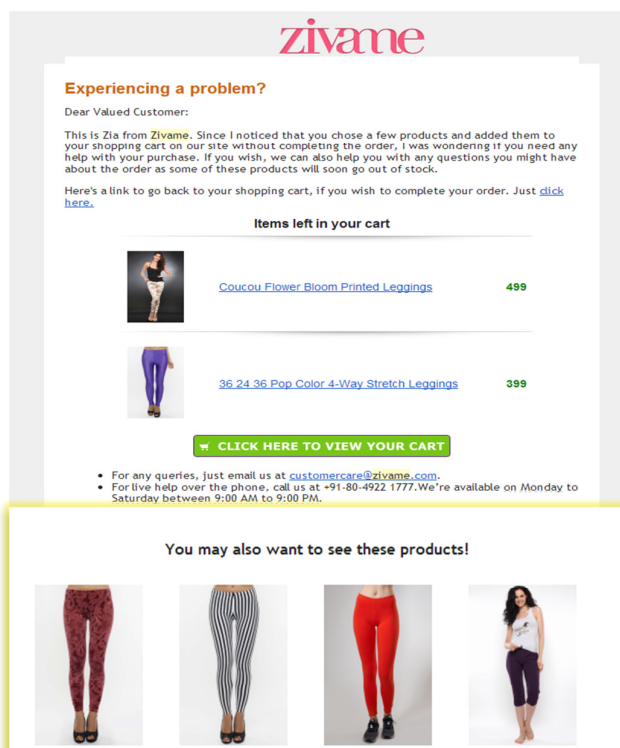 zivame
Experiencing a problem?
Dear Valued Customer:
This is Zia from Zivame. Since I noticed that you chose a few products and added them to
your shopping cart on our site without completing the order, I was wondering if you need any
help with your purchase. If you wish, we can also help you with any questions you might have
about the order as some of these products will soon go out of stock.
Here's a link to go back to your shopping cart, if you wish to complete your order. Just click
here.
Items left in your cart
Coucou Flower Bloom Printed Leggings 499
36 24 36 Pop Color 4-Way Stretch Leggings 399
CLICK HERE TO VIEW YOUR CART
• For any queries, just email us at customercare@zivame.com.
• For live help over the phone, call us at +91-80-4922 1777.We're available on Monday to
Saturday between 9:00 AM to 9:00 PM.
You may also want to see these products!